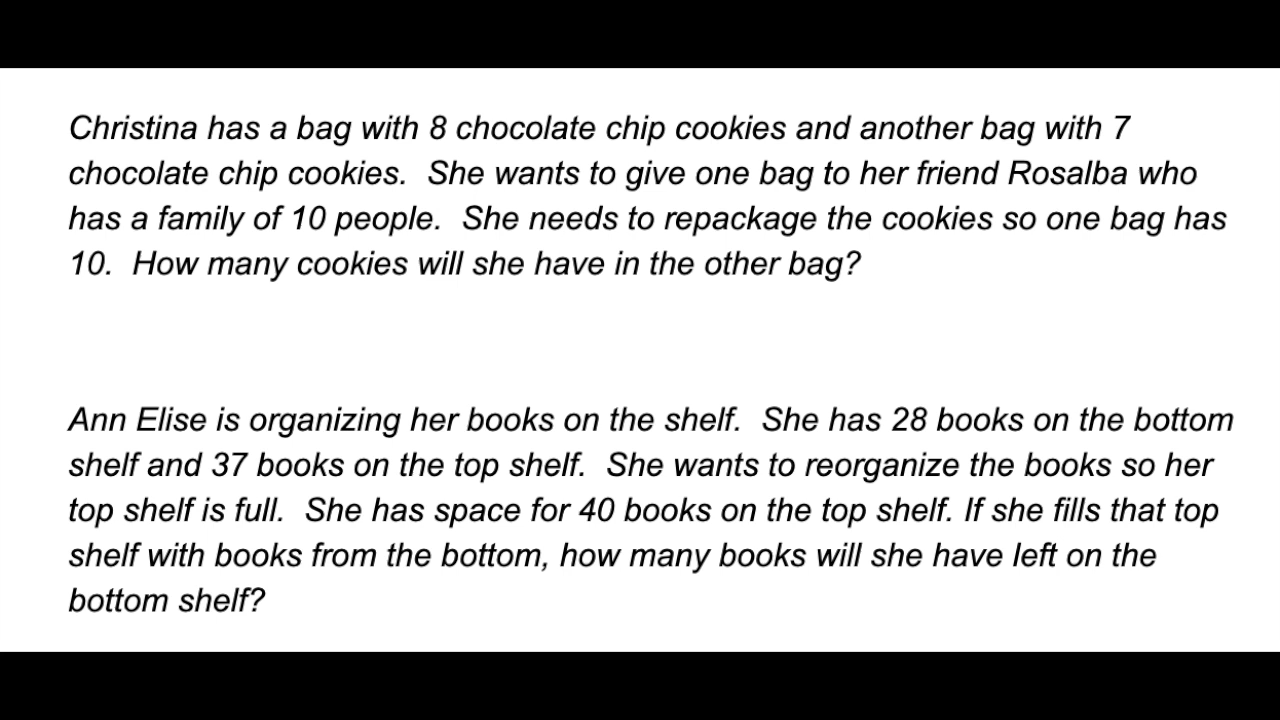 Christina has a bag with 8 chocolate chip cookies and another bag with 7
chocolate chip cookies.  She wants to give one bag to her friend Rosalba who
has a family of 10 people.  She needs to repackage the cookies so one bag has
10.  How many cookies will she have in the other bag?
Ann Elise is organizing her books on the shelf.  She has 28 books on the bottom
shelf and 37 books on the top shelf.  She wants to reorganize the books so her
top shelf is full.  She has space for 40 books on the top shelf. If she fills that top
shelf with books from the bottom, how many books will she have left on the
bottom shelf?